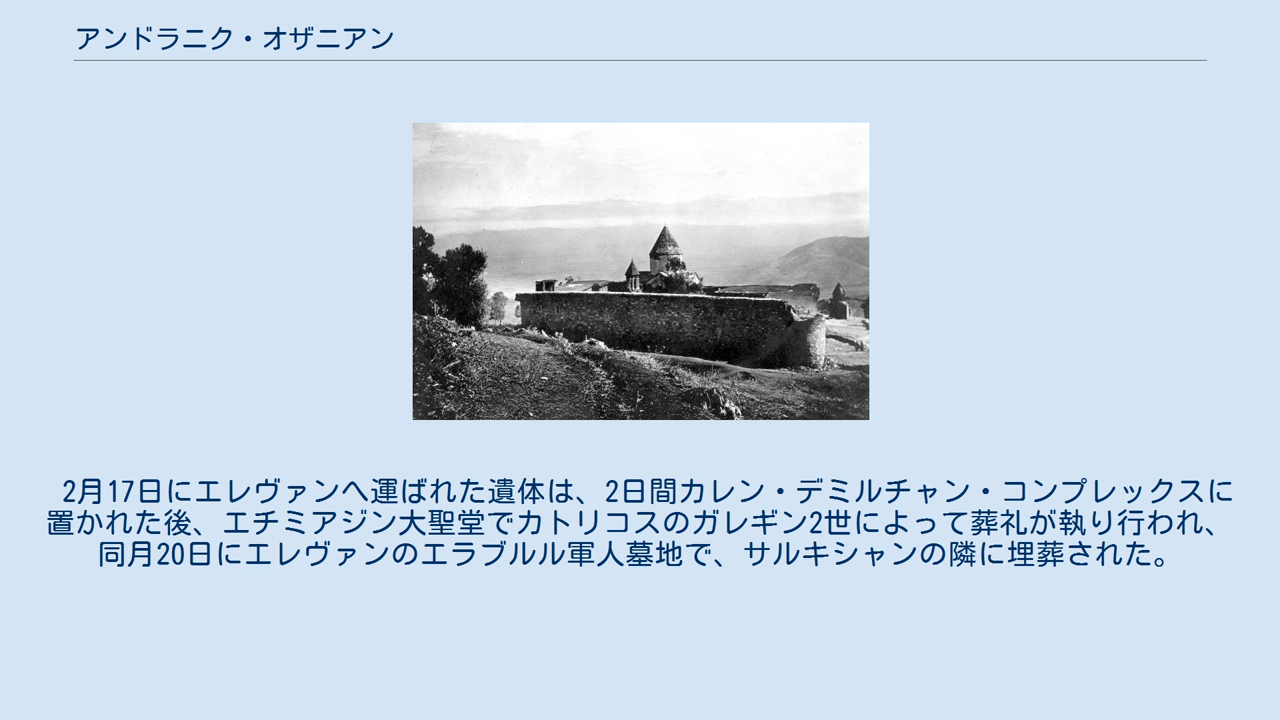 アンドラニク・オザニアン
2月17日にエレヴァンへ運ばれた遺体は、2日間カレン・デミルチャン・コンプレックスに
置かれた後、エチミアジン大聖堂でカトリコスのガレギン2世によって葬礼が執り行われ、
同月20日にエレヴァンのエラブルル軍人墓地で、サルキシャンの隣に埋葬された。